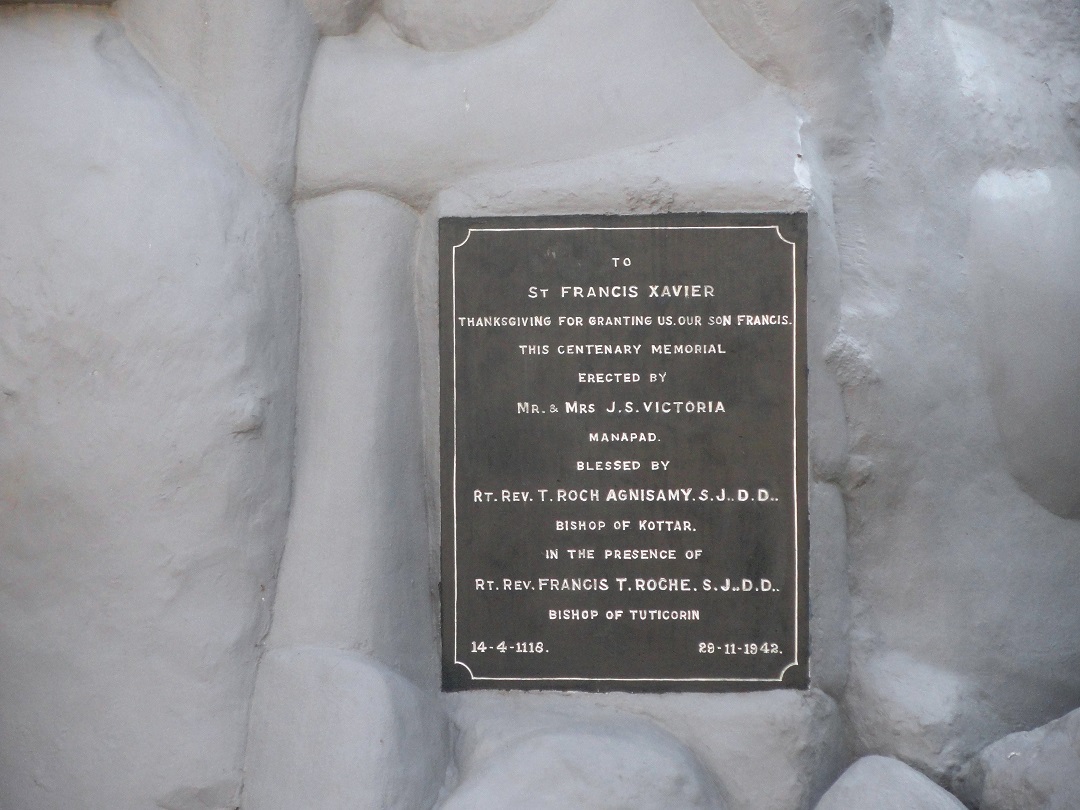 TO
ST FRANCIS XAVIER
THANKSGIVING FOR GRANTING US. OUR SON FRANCIS.
THIS CENTENARY MEMORIAL
ERECTED BY
MR. & MRS J.S. VICTORIA
MANAPAD.
BLESSED BY
RT. REV. T. ROCH AGNISAMY. S.J.. D.D..
BISHOP OF KOTTAR.
IN THE PRESENCE OF
RT. REV. FRANCIS T. ROCHE. S.J.. D.D..
BISHOP OF TUTICORIN
14-4-1118. 29-11-1942.